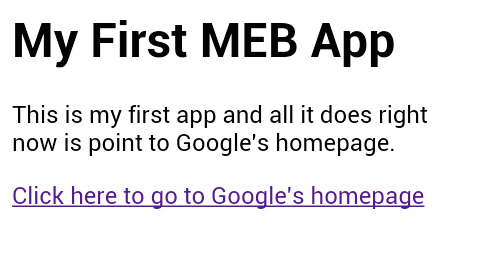 My First MEB App
This is my first app and all it does right
now is point to Google's homepage.
Click here to go to Google's homepage